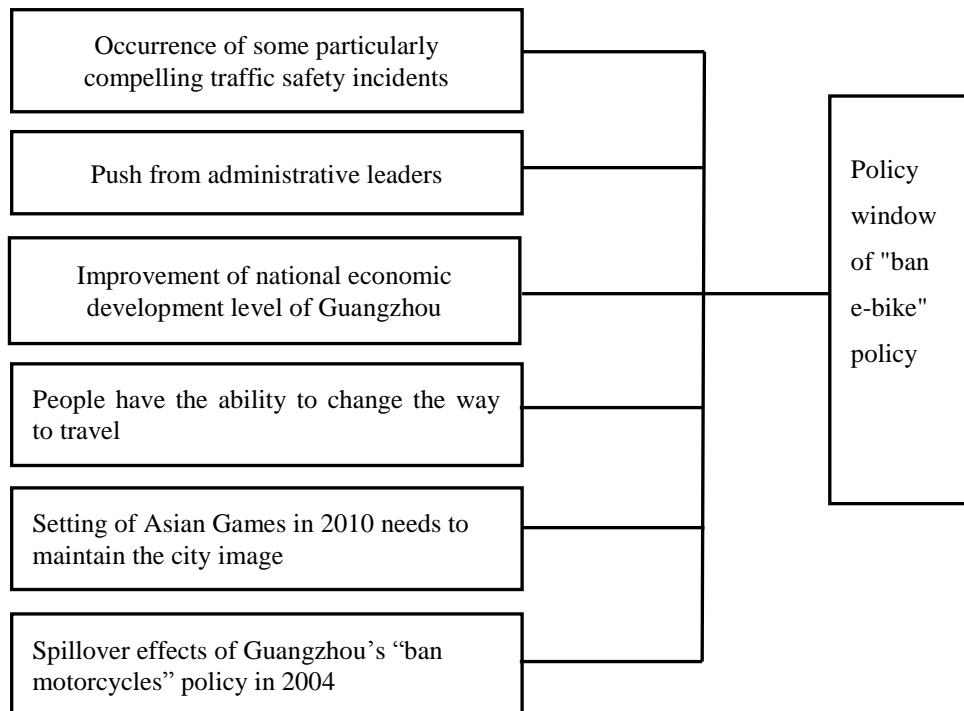 Occurrence of some particularly
compelling traffic safety incidents
Push from administrative leaders
Improvement of national economic
development level of Guangzhou
People have the ability to change the way
to travel
Setting of Asian Games in 2010 needs to
maintain the city image
Spillover effects of Guangzhou’s “ban
motorcycles” policy in 2004
Policy
window
of "ban
e-bike"
policy